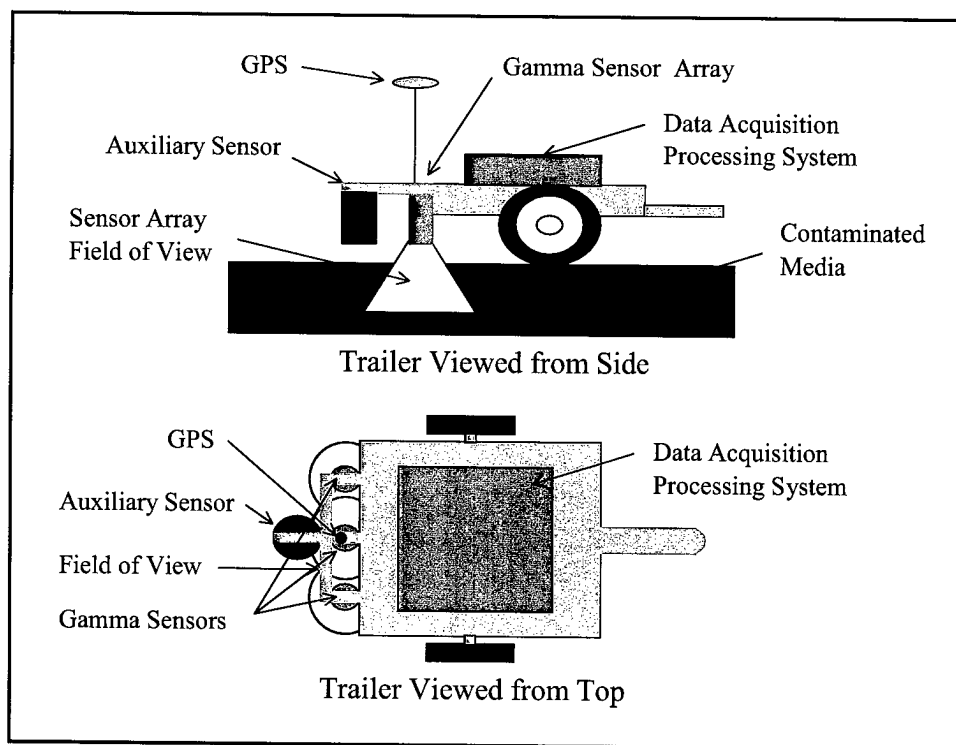 GPS
Gamma Sensor Array
Auxiliary Sensor
Data Acquisition
Processing System
Sensor Array
Field of View
Contaminated
Media
Trailer Viewed from Side
GPS
Data Acquisition
Processing System
Auxiliary Sensor
Field of View
Gamma Sensors
Trailer Viewed from Top